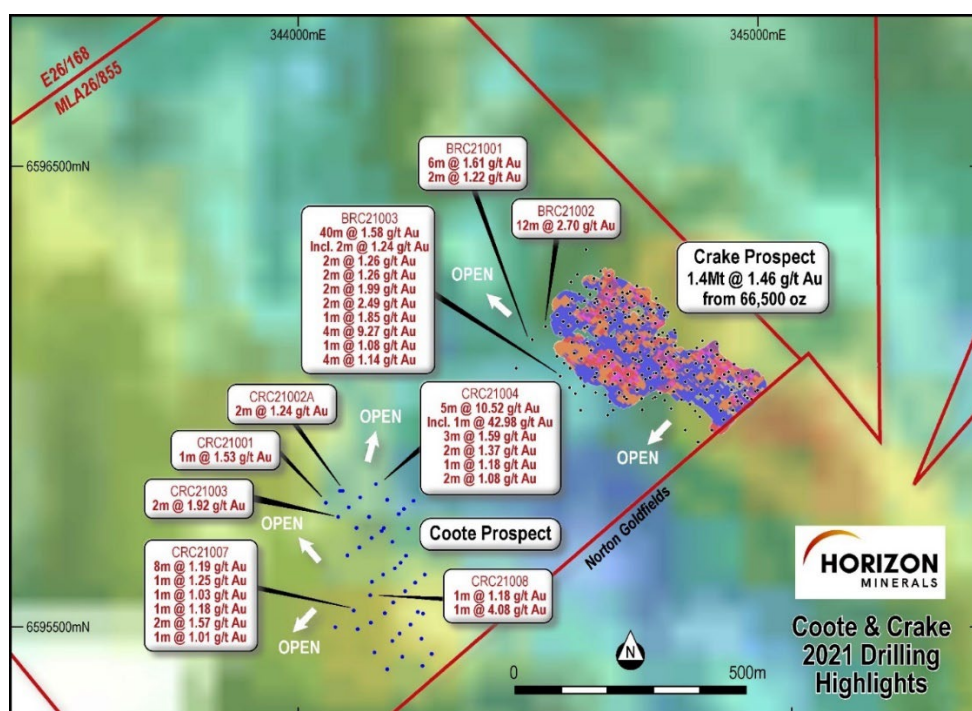 344000mE
345000mE
E26/168
MLA26/855
6596500mN
BRC21001
6m @ 1.61 g/t Au
2m @ 1.22 g/t Au
BRC21002
12m @ 2.70 g/t Au
BRC21003
40m @ 1.58 g/t Au
Incl. 2m @ 1.24 g/t Au
2m @ 1.26 g/t Au
2m @ 1.26 g/t Au
2m @ 1.99 g/t Au
2m @ 2.49 g/t Au
1m @ 1.85 g/t Au
4m @ 9.27 g/t Au
1m @ 1.08 g/t Au
4m @ 1.14 g/t Au
OPEN
Crake Prospect
1.4Mt @ 1.46 g/t Au
from 66,500 oz
CRC21002A
2m @ 1.24 g/t Au
OPEN
CRC21004
5m @ 10.52 g/t Au
Incl. 1m @ 42.98 g/t Au
3m @ 1.59 g/t Au
2m @ 1.37 g/t Au
1m @ 1.18 g/t Au
2m @ 1.08 g/t Au
OPEN
CRC21001
1m @ 1.53 g/t Au
CRC21003
2m @ 1.92 g/t Au
OPEN
Coote Prospect
Norton Goldfields
CRC21007
8m @ 1.19 g/t Au
1m @ 1.25 g/t Au
1m @ 1.03 g/t Au
1m @ 1.18 g/t Au
2m @ 1.57 g/t Au
1m @ 1.01 g/t Au
CRC21008
1m @ 1.18 g/t Au
1m @ 4.08 g/t Au
OPEN
6595500mN
HORIZON
MINERALS
Coote & Crake
2021 Drilling
Highlights
N
0
500m